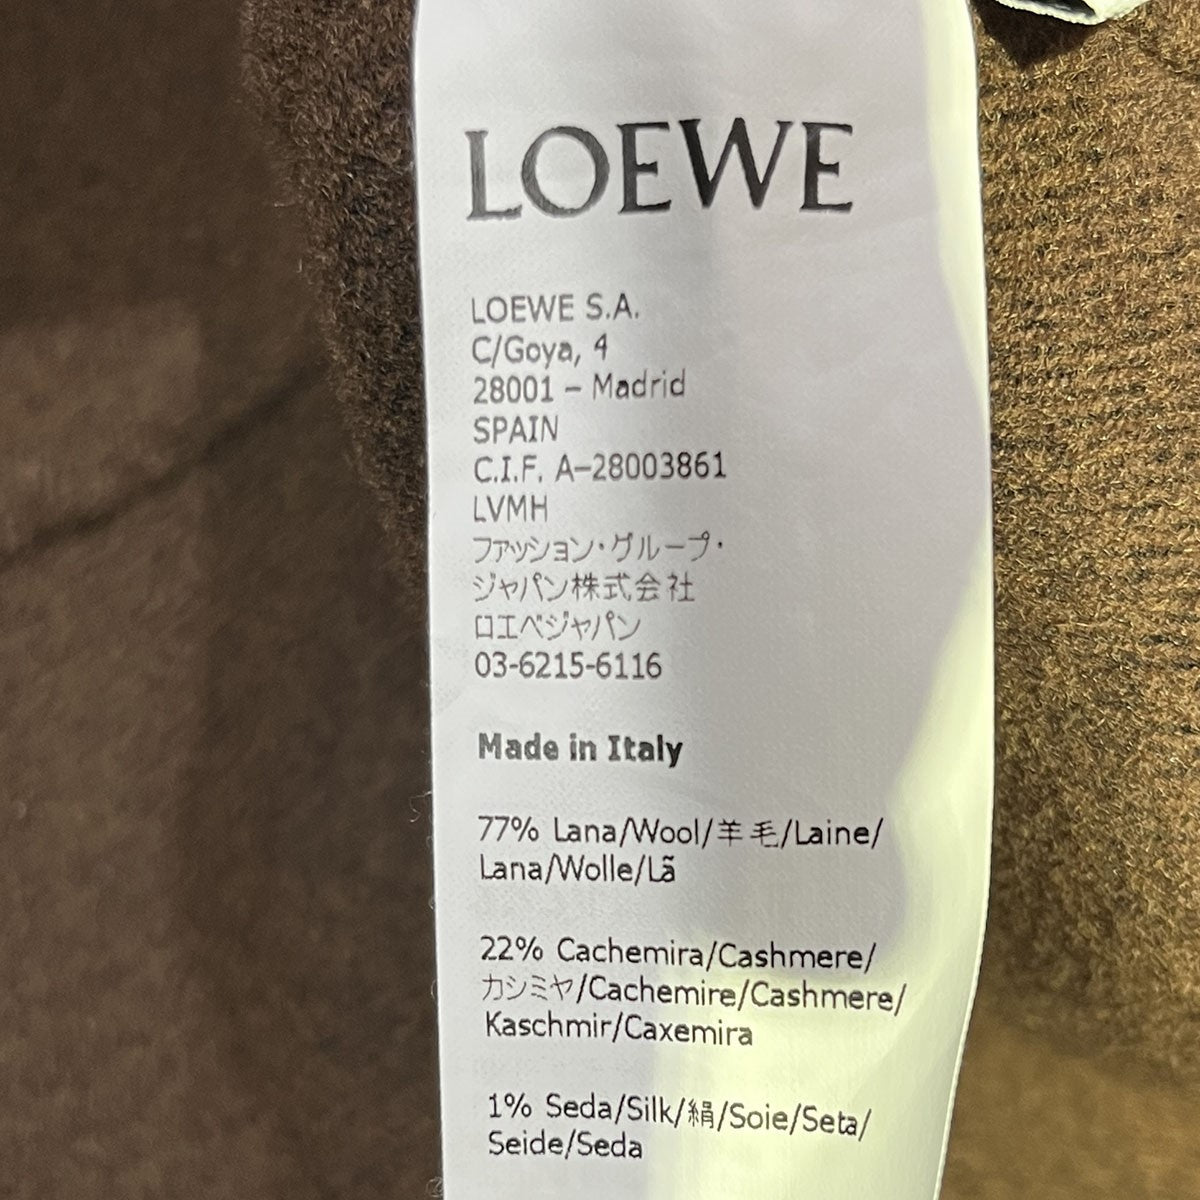 LOEWE
LOEWE S.A.
C/Goya, 4
28001 – Madrid
SPAIN
C.I.F. A–28003861
LVMH
ファッション・グループ・
ジャパン株式会社
ロエベジャパン
03-6215-6116
Made in Italy
77% Lana/Wool/羊毛/Laine/
Lana/Wolle/Lã
22% Cachemira/Cashmere/
カシミヤ/Cachemire/Cashmere/
Kaschmir/Caxemira
1% Seda/Silk/絹/Soie/Seta/
Seide/Seda